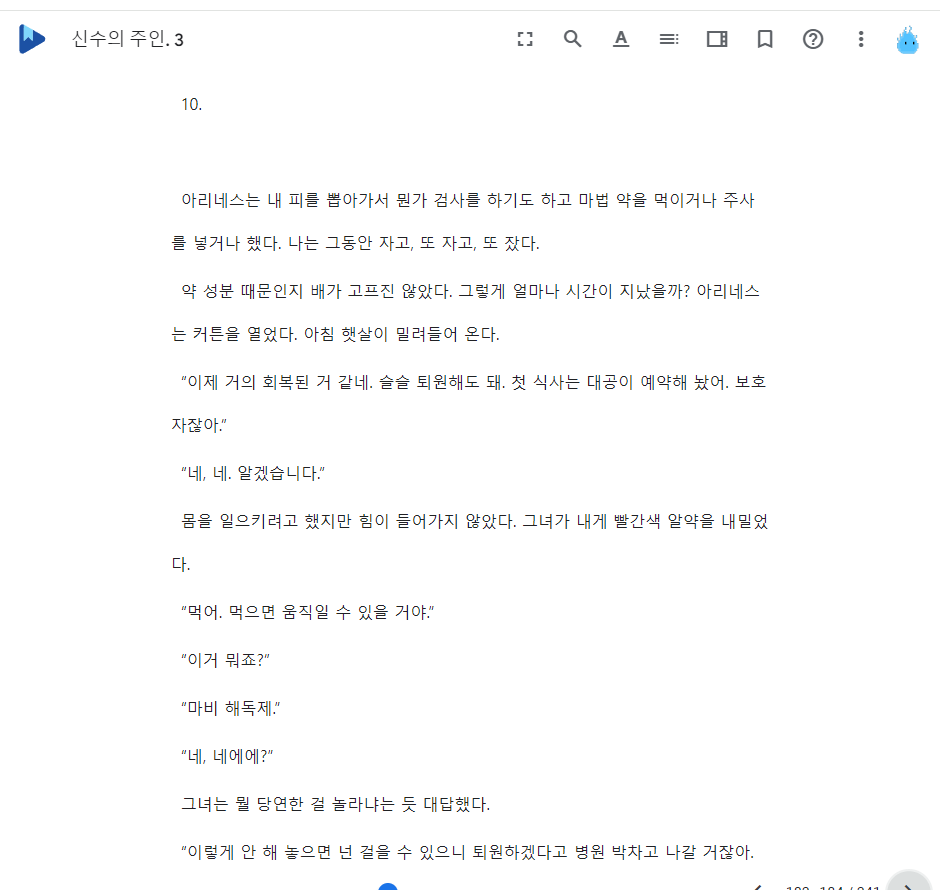 신수의 주인. 3
10.
아리네스는 내 피를 뽑아가서 뭔가 검사를 하기도 하고 마법 약을 먹이거나 주사
를 넣거나 했다. 나는 그동안 자고, 또 자고, 또 잤다.
약 성분 때문인지 배가 고프진 않았다. 그렇게 얼마나 시간이 지났을까? 아리네스
는 커튼을 열었다. 아침 햇살이 밀려들어 온다.
“이제 거의 회복된 거 같네. 슬슬 퇴원해도 돼. 첫 식사는 대공이 예약해 놨어. 보호
자잖아.”
“네, 네. 알겠습니다.”
몸을 일으키려고 했지만 힘이 들어가지 않았다. 그녀가 내게 빨간색 알약을 내밀었
다.
“먹어. 먹으면 움직일 수 있을 거야.”
“이거 뭐죠?”
“마비 해독제.”
“네, 네에에?”
그녀는 뭘 당연한 걸 놀라냐는 듯 대답했다.
“이렇게 안 해 놓으면 넌 걸을 수 있으니 퇴원하겠다고 병원 박차고 나갈 거잖아.